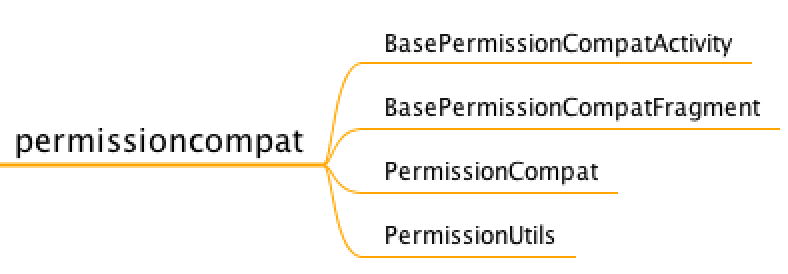 permissioncompat
BasePermissionCompatActivity
BasePermissionCompatFragment
PermissionCompat
PermissionUtils